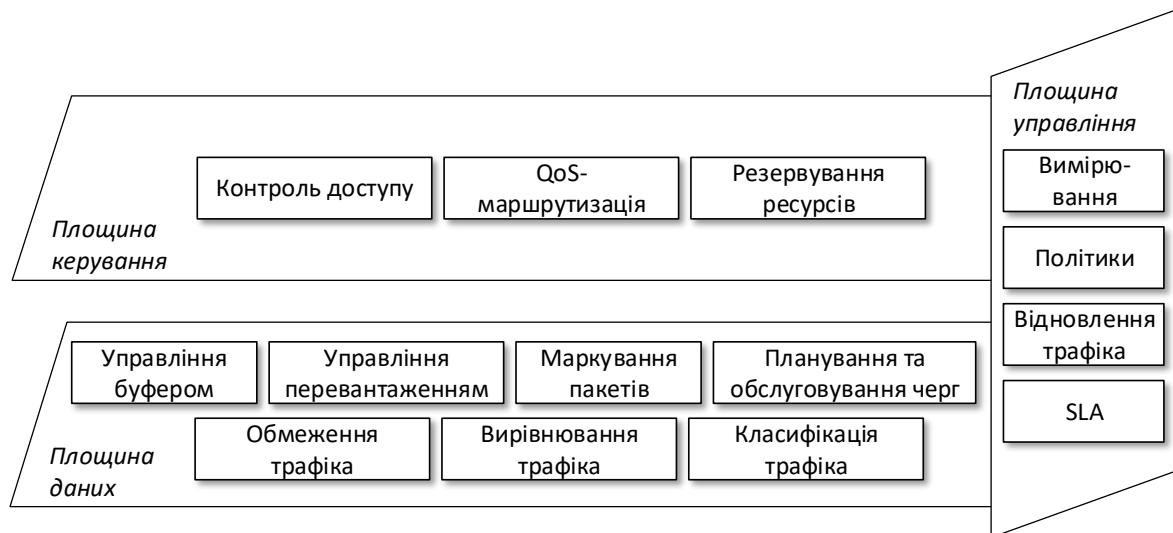 Площина
управління
Контроль доступу
QoS-
маршрутизація
Резервування
ресурсів
Вимірю-
вання
Площина
керування
Політики
Управління
буфером
Управління
перевантаженням
Маркування
пакетів
Планування та
обслуговування черг
Відновлення
трафіка
Обмеження
трафіка
Вирівнювання
трафіка
Класифікація
трафіка
SLA
Площина
даних